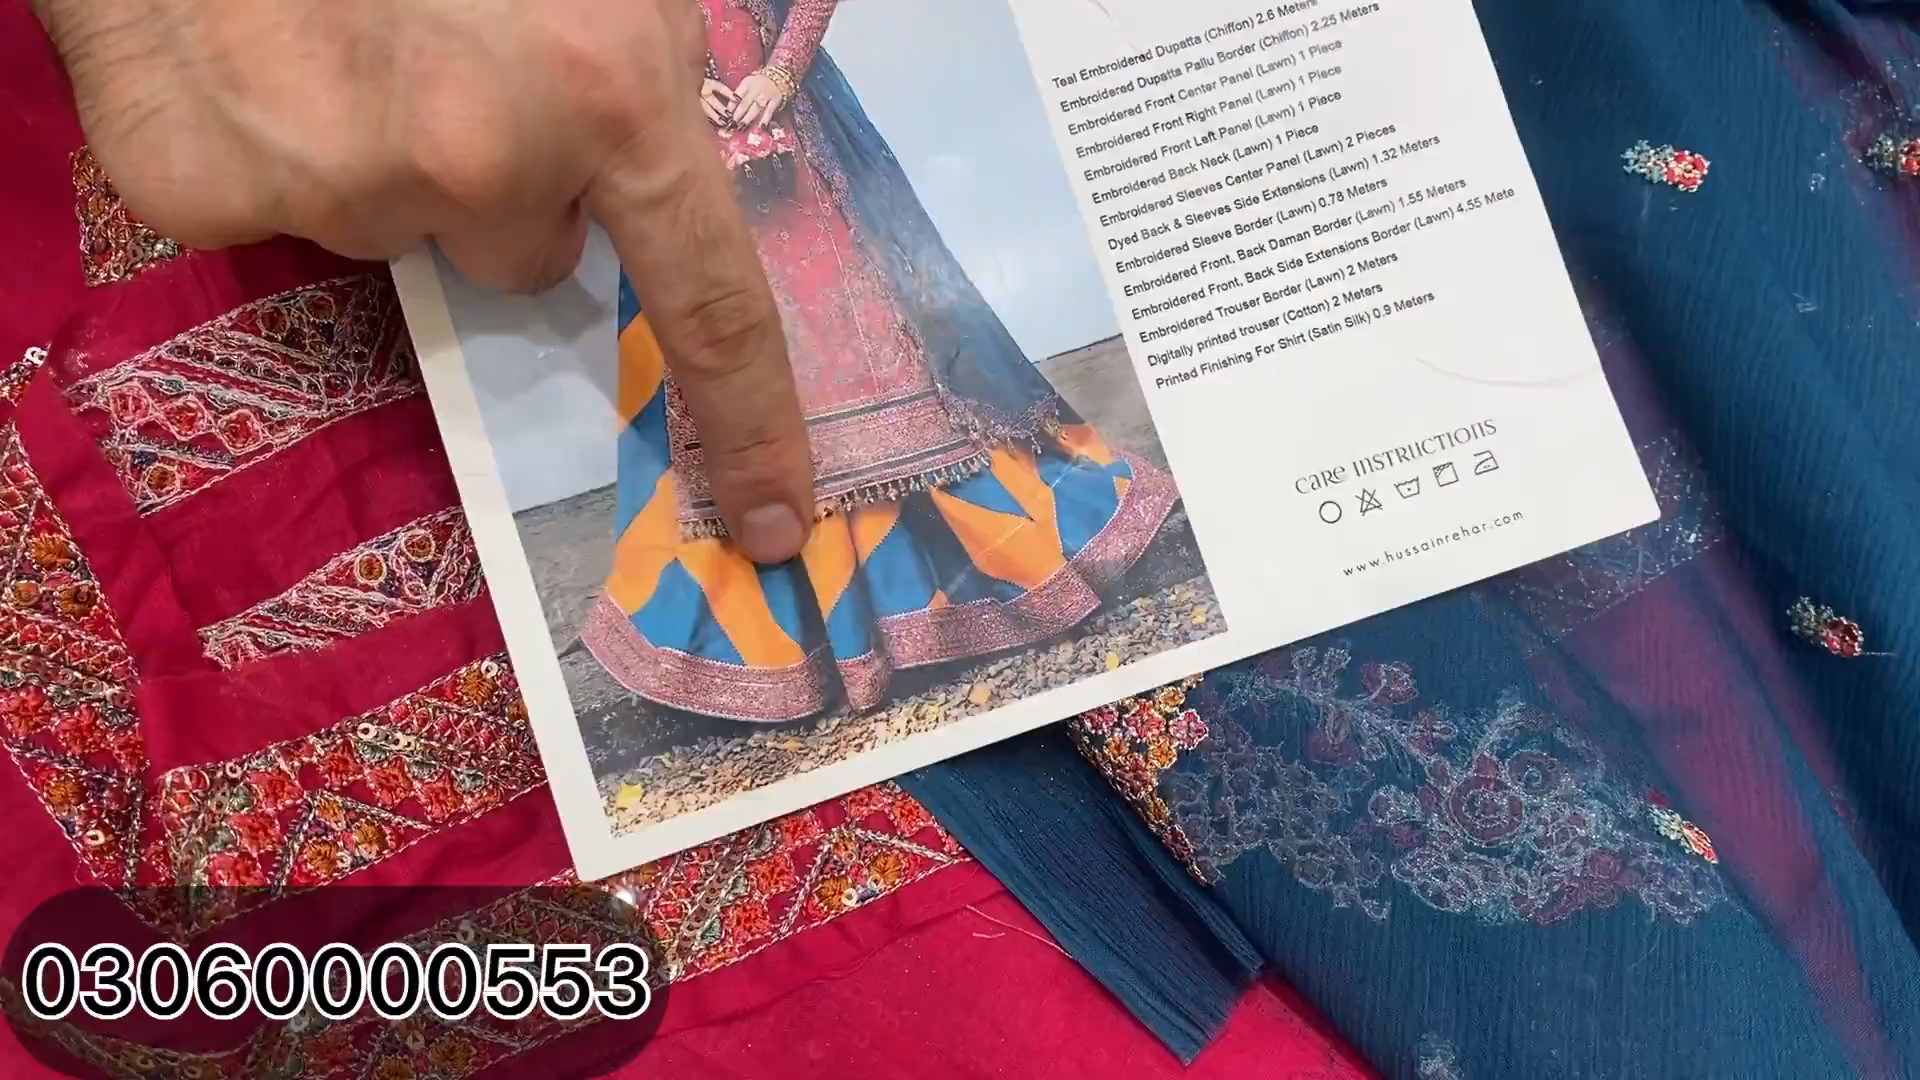 Teal Embroidered Dupatta (Chiffon) 2.6 Meters
Embroidered Dupatta Pallu Border (Chiffon) 2.25 Meters
Embroidered Front Center Panel (Lawn) 1 Piece
Embroidered Front Right Panel (Lawn) 1 Piece
Embroidered Front Left Panel (Lawn) 1 Piece
Embroidered Back Neck (Lawn) 1 Piece
Embroidered Sleeves Center Panel (Lawn) 2 Pieces
Dyed Back & Sleeves Side Extensions (Lawn) 1.32 Meters
Embroidered Sleeve Border (Lawn) 0.78 Meters
Embroidered Front, Back Daman Border (Lawn) 1.55 Meters
Embroidered Front, Back Side Extensions Border (Lawn) 4.55 Mete
Embroidered Trouser Border (Lawn) 2 Meters
Digitally printed trouser (Cotton) 2 Meters
Printed Finishing For Shirt (Satin Silk) 0.9 Meters
CARE INSTRUCTIONS
www.hussainrehar.com
03060000553